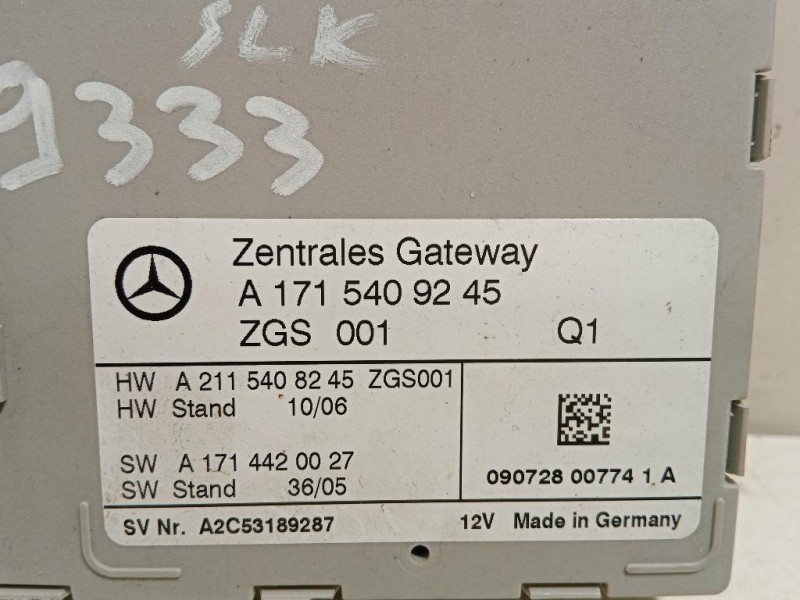 SLK
9333
Zentrales Gateway
A 171 540 92 45
ZGS 001 Q1
HW A 211 540 82 45 ZGS001
HW Stand 10/06
SW A 171 442 00 27
SW Stand 36/05
090728 00774 1 A
SV Nr. A2C53189287 12V Made in Germany